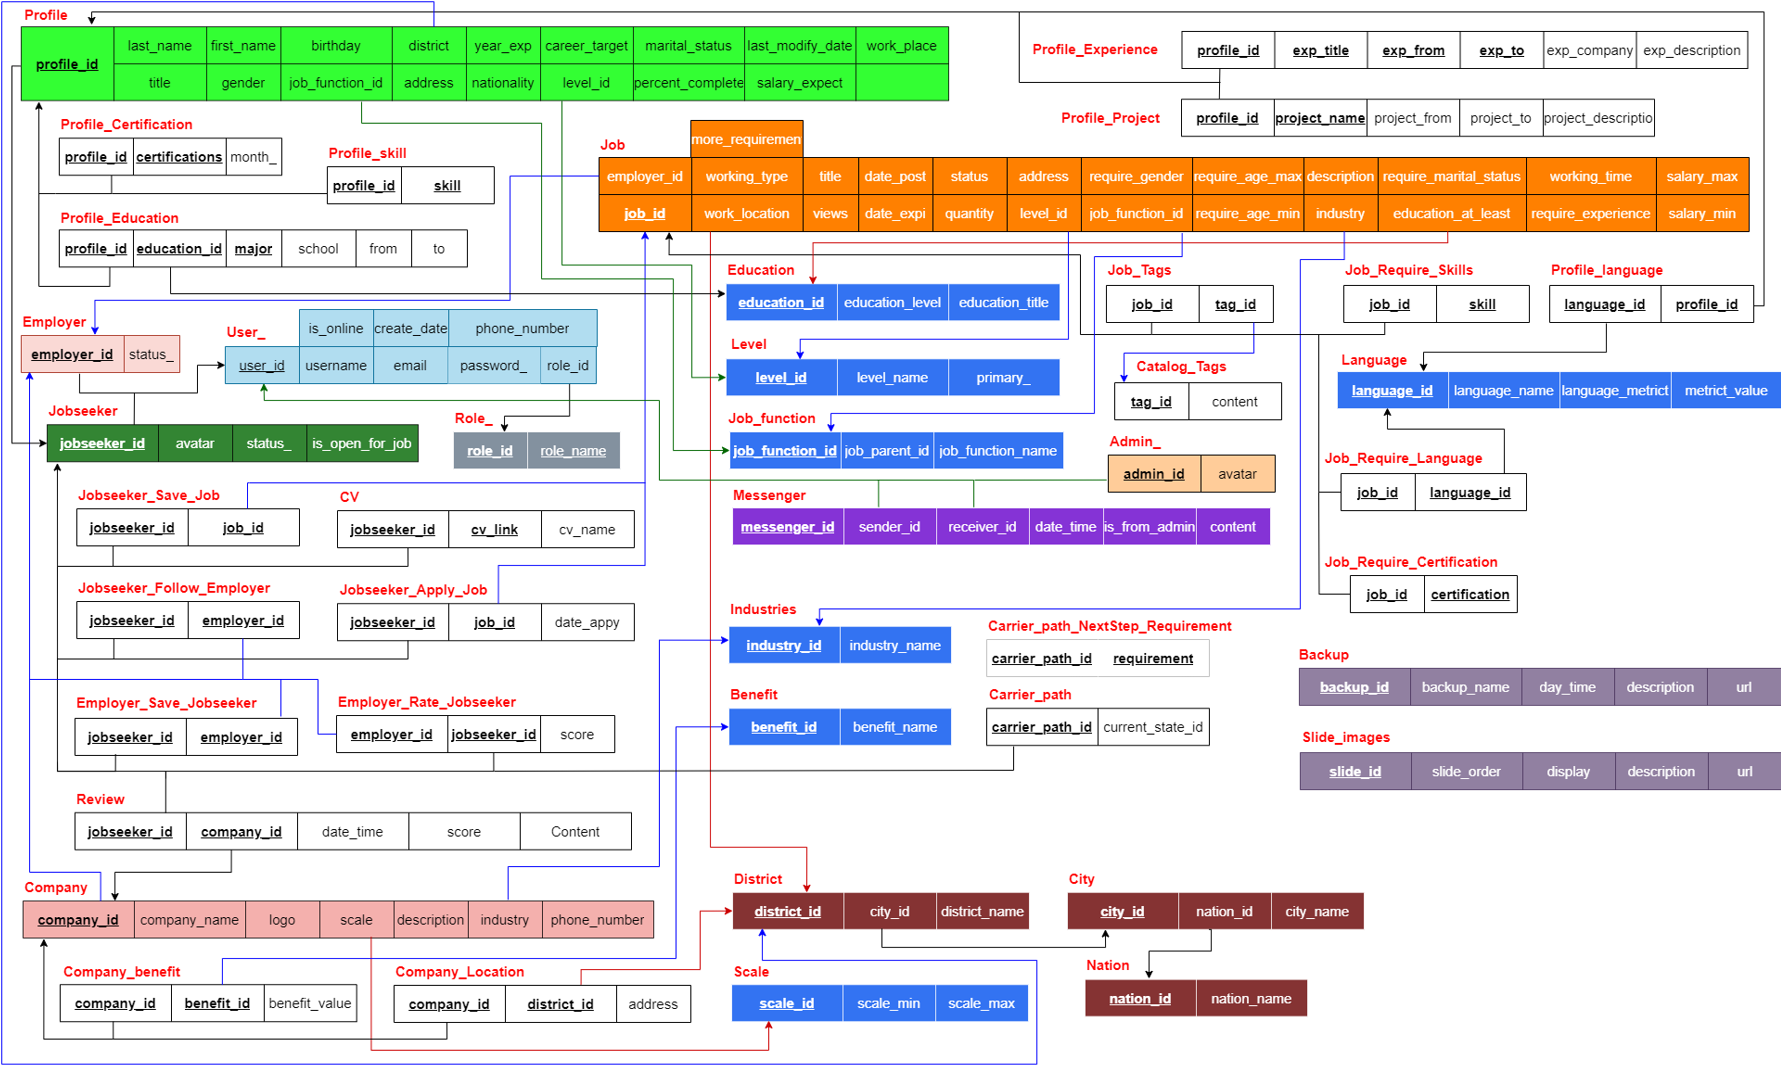 Profile
profile_id
last_name first_name birthday district year_exp career_target marital_status last_modify_date work_place
title gender job_function_id address nationality level_id percent_complete salary_expect
Profile_Experience
profile_id exp_title exp_from exp_to exp_company exp_description
Profile_Project
profile_id project_name project_from project_to project_descriptio
Profile_Certification
profile_id certifications month_
Profile_skill
profile_id skill
Profile_Education
profile_id education_id major school from to
Job
more_requiremen
employer_id working_type title date_post status address require_gender require_age_max description require_marital_status working_time salary_max
job_id work_location views date_expi quantity level_id job_function_id require_age_min industry education_at_least require_experience salary_min
Education
education_id education_level education_title
Job_Tags
job_id tag_id
Job_Require_Skills
job_id skill
Profile_language
language_id profile_id
Employer
employer_id status_
User_
is_online create_date phone_number
user_id username email password_ role_id
Level
level_id level_name primary_
Catalog_Tags
tag_id content
Language
language_id language_name language_metrict metrict_value
Jobseeker
jobseeker_id avatar status_ is_open_for_job
Role_
role_id role_name
Job_function
job_function_id job_parent_id job_function_name
Admin_
admin_id avatar
Job_Require_Language
job_id language_id
Jobseeker_Save_Job
jobseeker_id job_id
CV
jobseeker_id cv_link cv_name
Messenger
messenger_id sender_id receiver_id date_time is_from_admin content
Job_Require_Certification
job_id certification
Jobseeker_Follow_Employer
jobseeker_id employer_id
Jobseeker_Apply_Job
jobseeker_id job_id date_appy
Industries
industry_id industry_name
Carrier_path_NextStep_Requirement
carrier_path_id requirement
Backup
backup_id backup_name day_time description url
Employer_Save_Jobseeker
jobseeker_id employer_id
Employer_Rate_Jobseeker
employer_id jobseeker_id score
Benefit
benefit_id benefit_name
Carrier_path
carrier_path_id current_state_id
Slide_images
slide_id slide_order display description url
Review
jobseeker_id company_id date_time score Content
Company
company_id company_name logo scale description industry phone_number
District
district_id city_id district_name
City
city_id nation_id city_name
Company_benefit
company_id benefit_id benefit_value
Company_Location
company_id district_id address
Scale
scale_id scale_min scale_max
Nation
nation_id nation_name